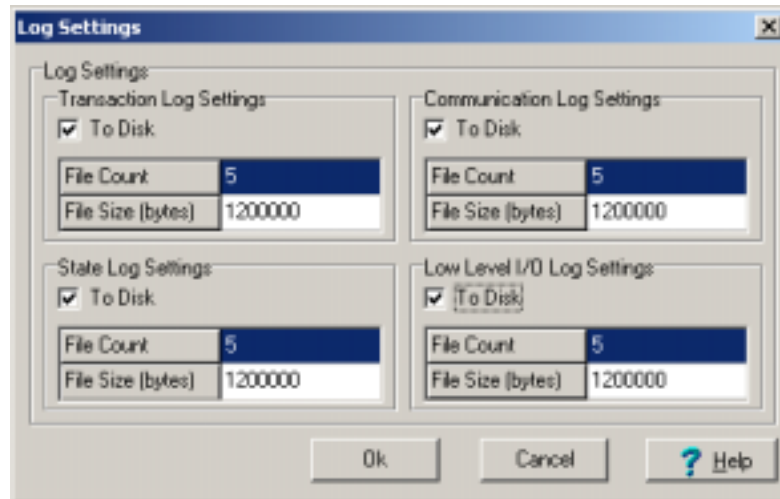 Log Settings
Log Settings
Transaction Log Settings
To Disk
File Count 5
File Size (bytes) 1200000
Communication Log Settings
To Disk
File Count 5
File Size (bytes) 1200000
State Log Settings
To Disk
File Count 5
File Size (bytes) 1200000
Low Level I/O Log Settings
To Disk
File Count 5
File Size (bytes) 1200000
Ok Cancel ? Help